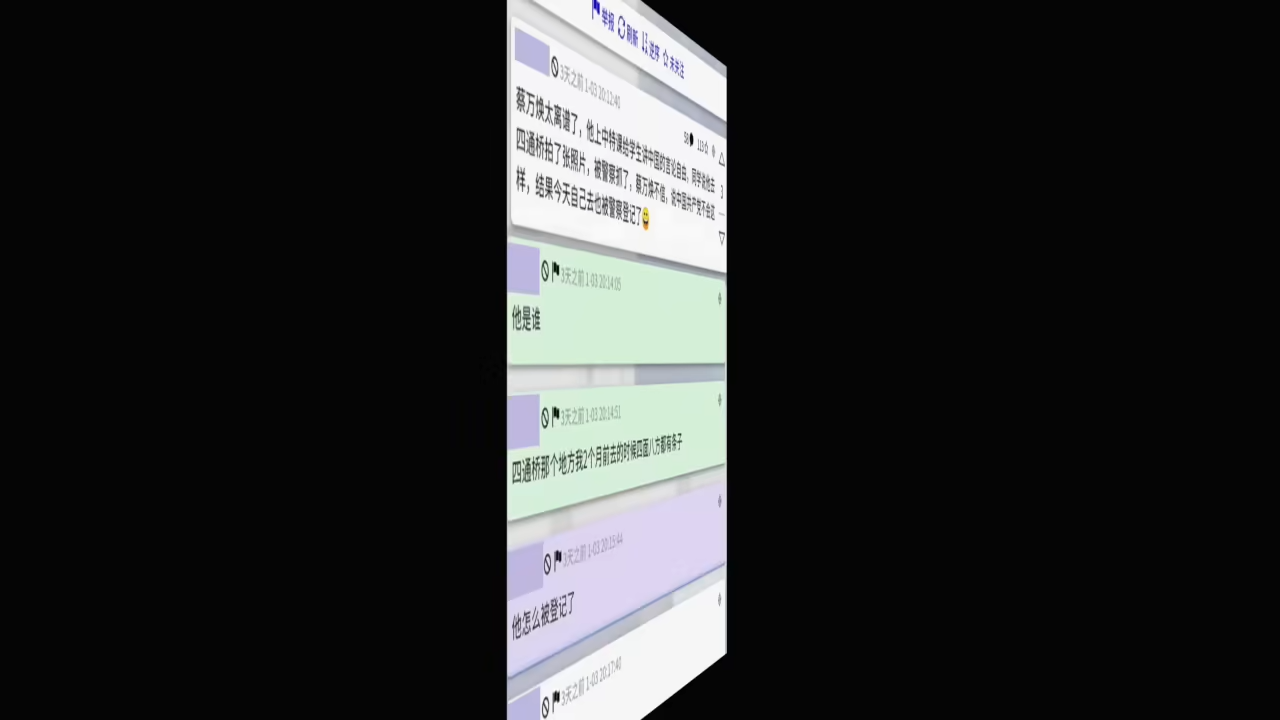 举报 刷新 逆序 未关注
3天之前 1-03 20:12:40
58 113
蔡万焕太离谱了，他上中特课给学生讲中国的言论自由，同学说他去
四通桥拍了张照片，被警察抓了，蔡万焕不信，说中国共产党不会这
样，结果今天自己去也被警察登记了
3
3天之前 1-03 20:14:05
他是谁
3天之前 1-03 20:14:51
四通桥那个地方我2个月前去的时候四面八方都有条子
3天之前 1-03 20:15:44
他怎么被登记了
3天之前 1-03 20:17:40